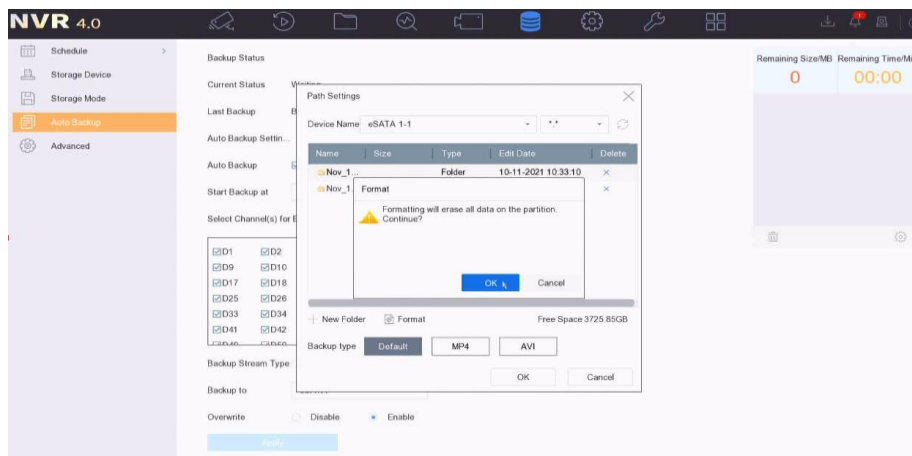 NVR 4.0
Schedule
Storage Device
Storage Mode
Auto Backup
Advanced
Backup Status
Current Status
Last Backup
Auto Backup Settin...
Auto Backup
Start Backup at
Select Channel(s) for
D1 D2
D9 D10
D17 D18
D25 D26
D33 D34
D41 D42
Backup Stream Type
Backup to
Overwrite Disable Enable
Apply
Path Settings
Device Name eSATA 1-1 *.*
Name Size Type Edit Date Delete
Nov_1... Folder 10-11-2021 10:33:10
Nov_1
Format
Formatting will erase all data on the partition.
Continue?
OK Cancel
New Folder Format Free Space 3725.85GB
Backup type Default MP4 AVI
OK Cancel
Remaining Size/MB Remaining Time/Mi
0 00:00